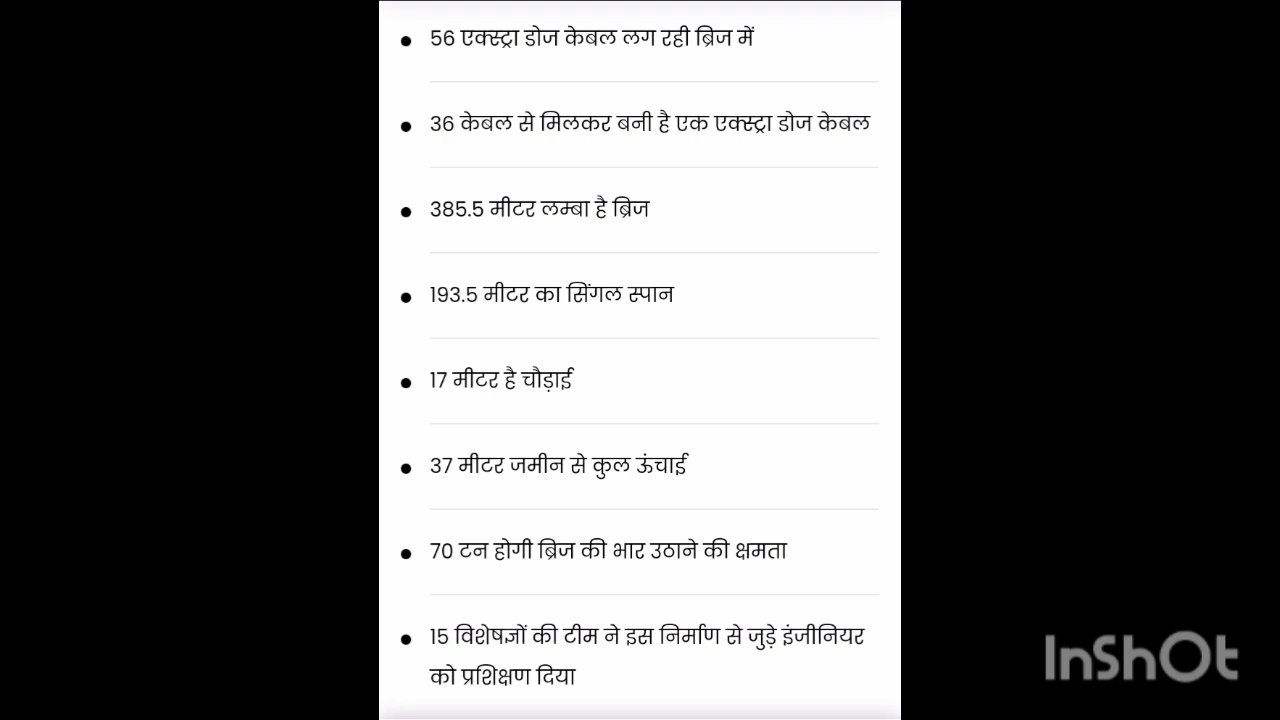 56 एक्स्ट्रा डोज केबल लग रही ब्रिज में
36 केबल से मिलकर बनी है एक एक्स्ट्रा डोज केबल
385.5 मीटर लम्बा है ब्रिज
193.5 मीटर का सिंगल स्पान
17 मीटर है चौड़ाई
37 मीटर जमीन से कुल ऊंचाई
70 टन होगी ब्रिज की भार उठाने की क्षमता
15 विशेषज्ञों की टीम ने इस निर्माण से जुड़े इंजीनियर
को प्रशिक्षण दिया
InShOt